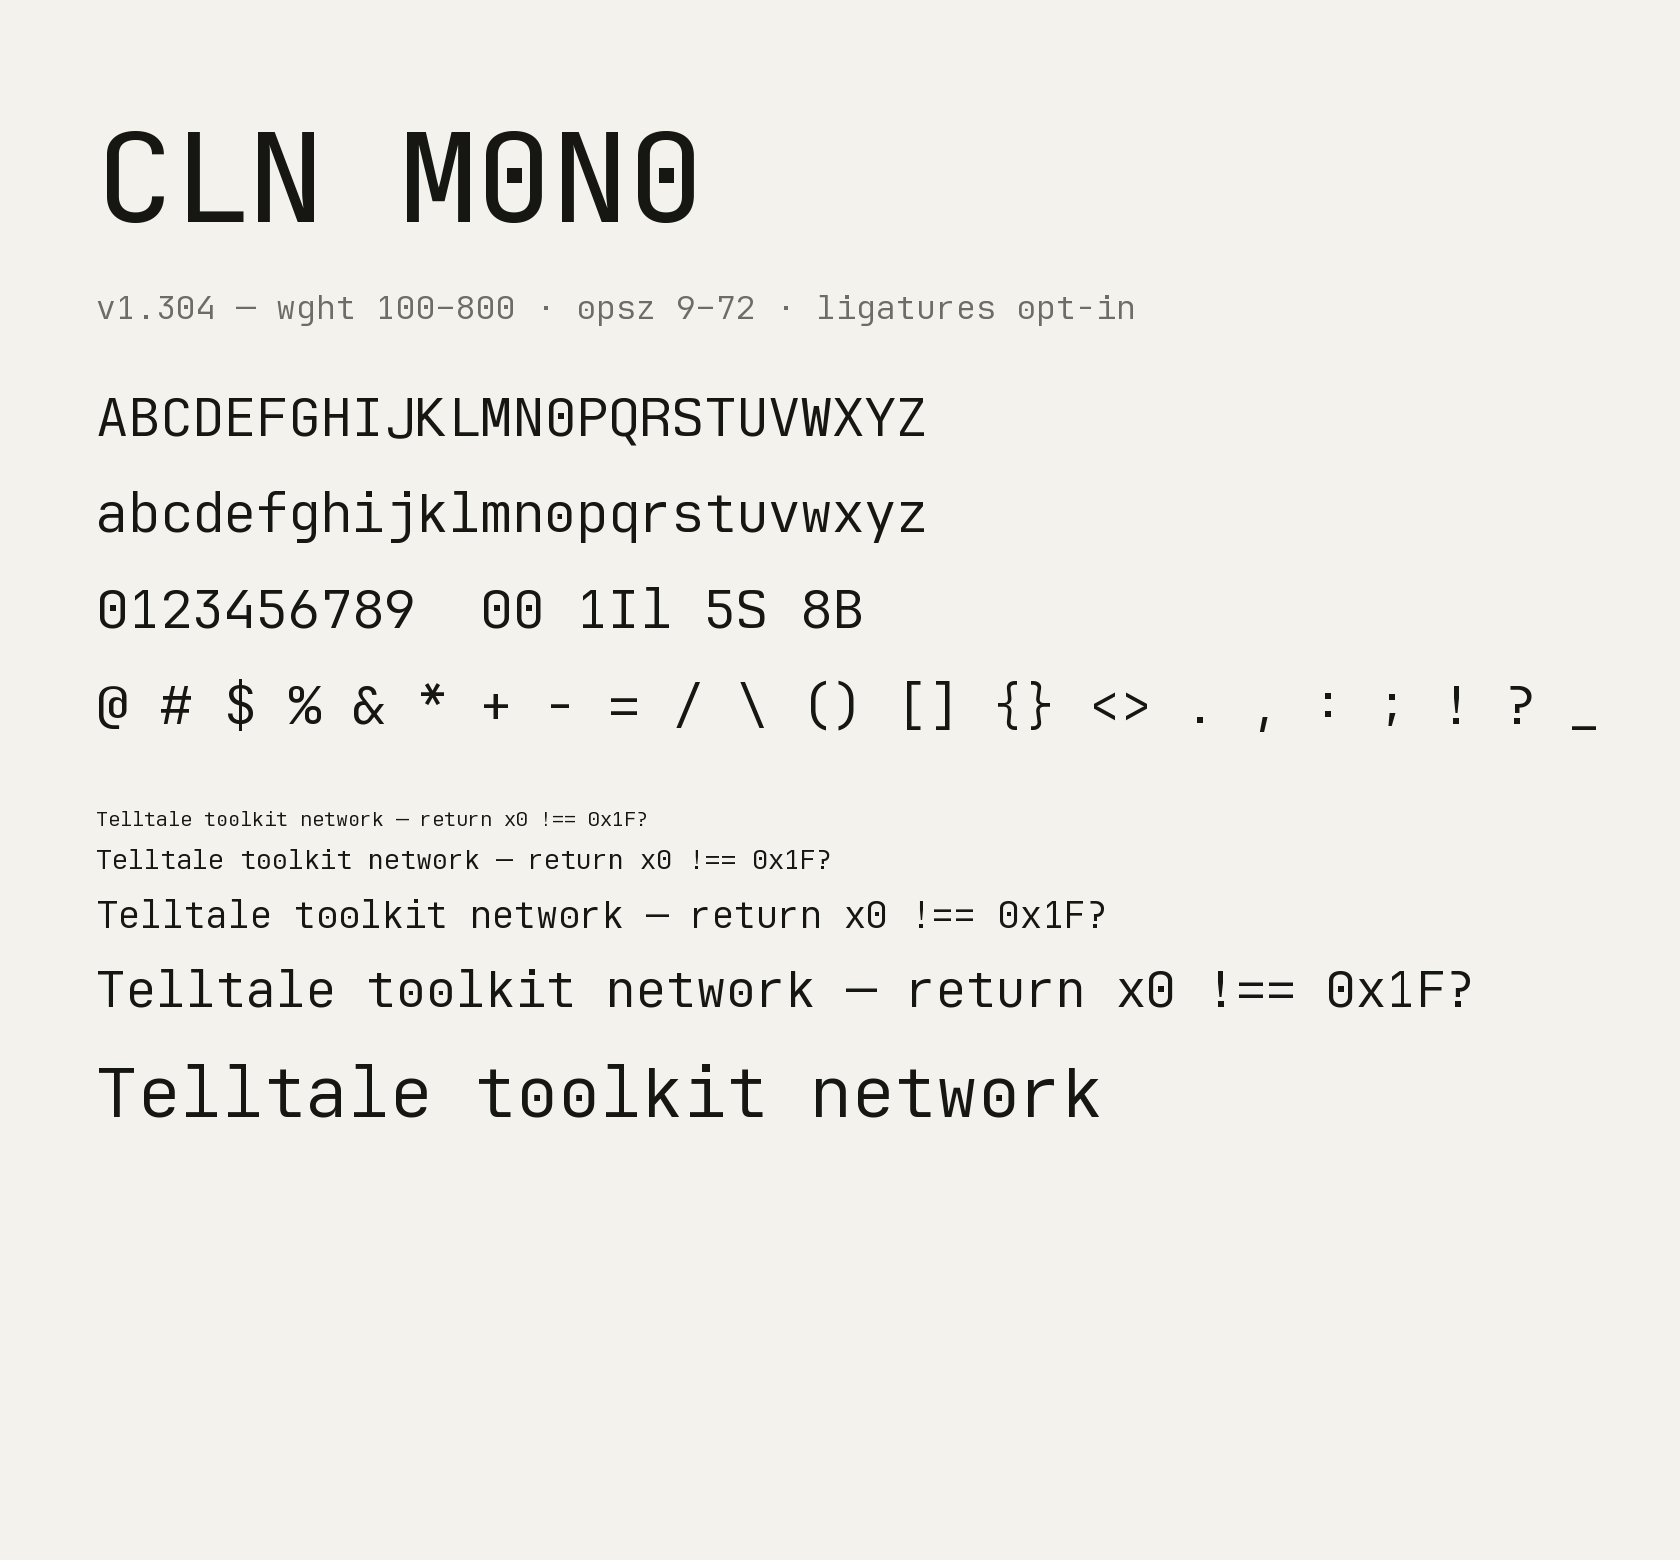 CLN MONO
v1.304 — wght 100–800 · opsz 9–72 · ligatures opt-in
ABCDEFGHIJKLMNOPQRSTUVWXYZ
abcdefghijklmnopqrstuvwxyz
0123456789  0O 1Il 5S 8B
@ # $ % & * + - = / \ () [] {} <> . , : ; ! ? _
Telltale toolkit network — return x0 !== 0x1F?
Telltale toolkit network — return x0 !== 0x1F?
Telltale toolkit network — return x0 !== 0x1F?
Telltale toolkit network — return x0 !== 0x1F?
Telltale toolkit network